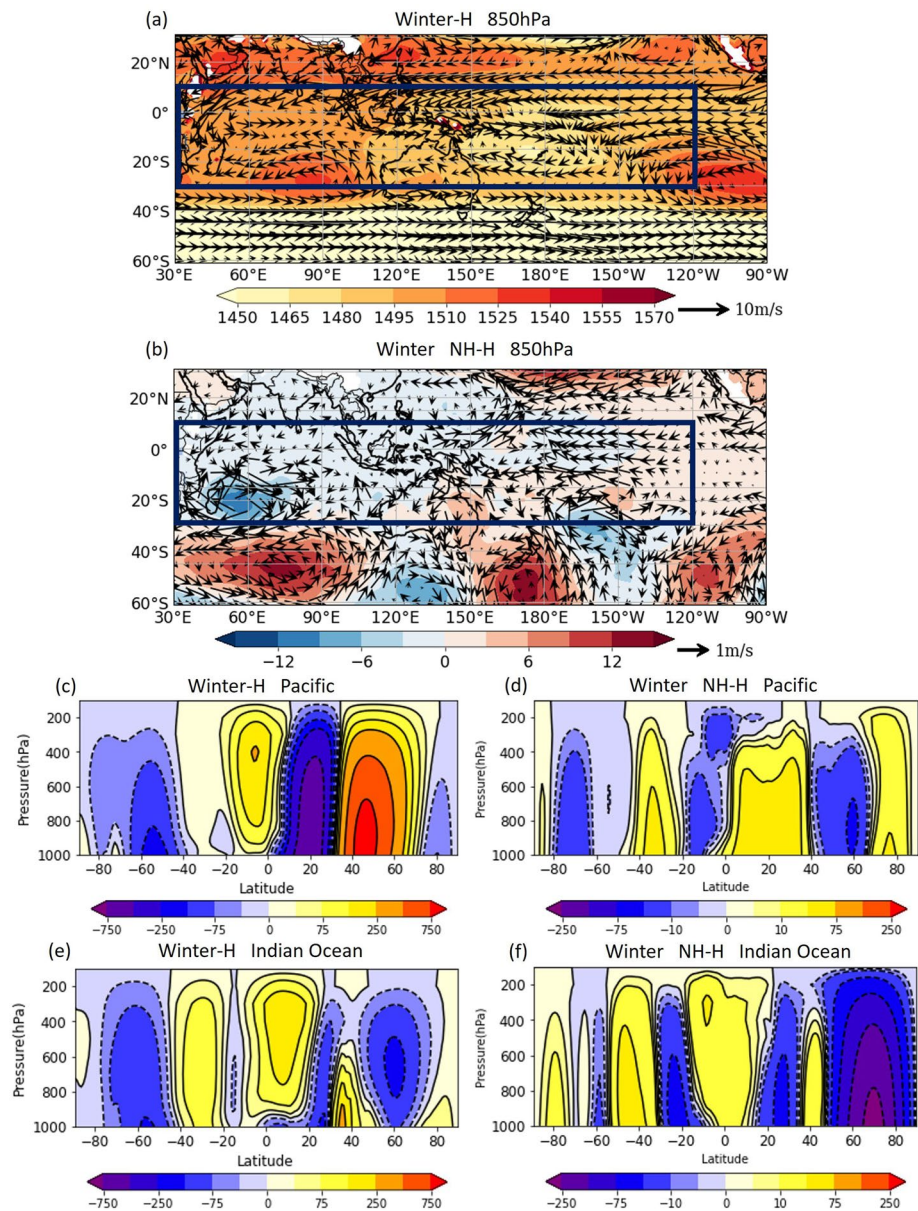 (a) Winter-H 850hPa
20°N
0°
20°S
40°S
60°S
30°E 60°E 90°E 120°E 150°E 180° 150°W 120°W 90°W
1450 1465 1480 1495 1510 1525 1540 1555 1570 10m/s
(b) Winter NH-H 850hPa
20°N
0°
20°S
40°S
60°S
30°E 60°E 90°E 120°E 150°E 180° 150°W 120°W 90°W
−12 −6 0 6 12 1m/s
(c) Winter-H Pacific
Pressure(hPa)
200
400
600
800
1000
−80 −60 −40 −20 0 20 40 60 80
Latitude
−750 −250 −75 0 75 250 750
(d) Winter NH-H Pacific
Pressure(hPa)
200
400
600
800
1000
−80 −60 −40 −20 0 20 40 60 80
Latitude
−250 −75 −10 0 10 75 250
(e) Winter-H Indian Ocean
Pressure(hPa)
200
400
600
800
1000
−80 −60 −40 −20 0 20 40 60 80
Latitude
−750 −250 −75 0 75 250 750
(f) Winter NH-H Indian Ocean
Pressure(hPa)
200
400
600
800
1000
−80 −60 −40 −20 0 20 40 60 80
Latitude
−250 −75 −10 0 10 75 250